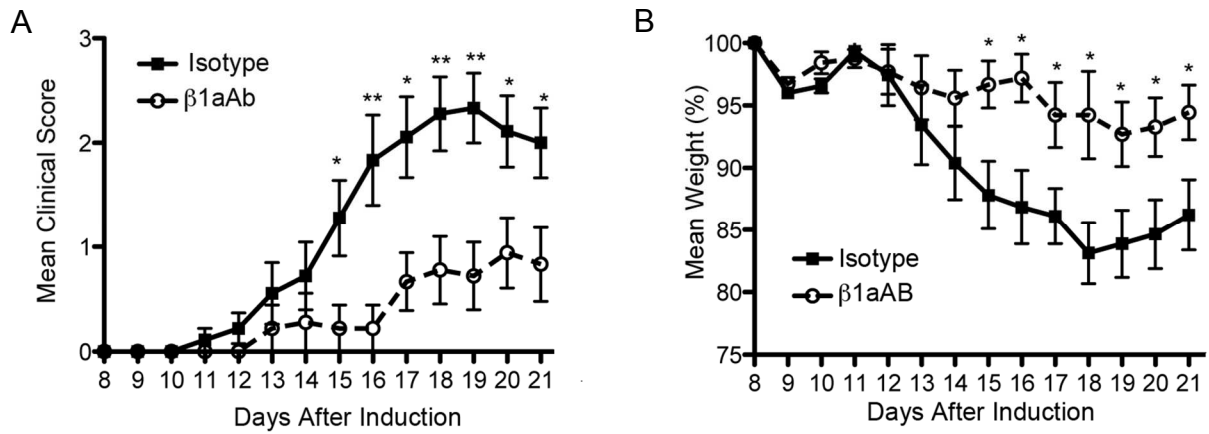 A
Mean Clinical Score
3
2
1
0
Isotype
β1aAb
* ** * ** ** * *
8 9 10 11 12 13 14 15 16 17 18 19 20 21
Days After Induction
B
Mean Weight (%)
100
95
90
85
80
75
* * * * * * *
Isotype
β1aAB
8 9 10 11 12 13 14 15 16 17 18 19 20 21
Days After Induction